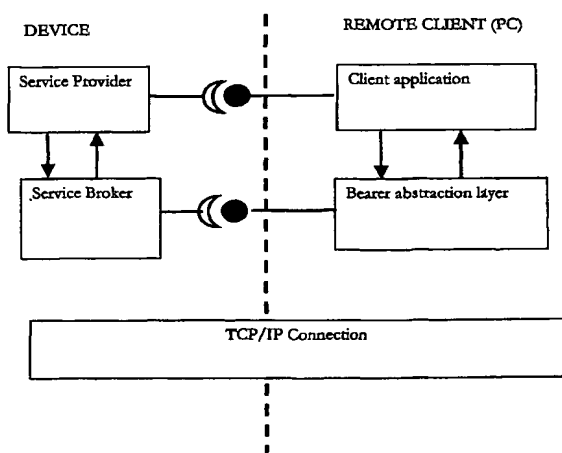 DEVICE
REMOTE CLIENT (PC)
Service Provider
Client application
Service Broker
Bearer abstraction layer
TCP/IP Connection